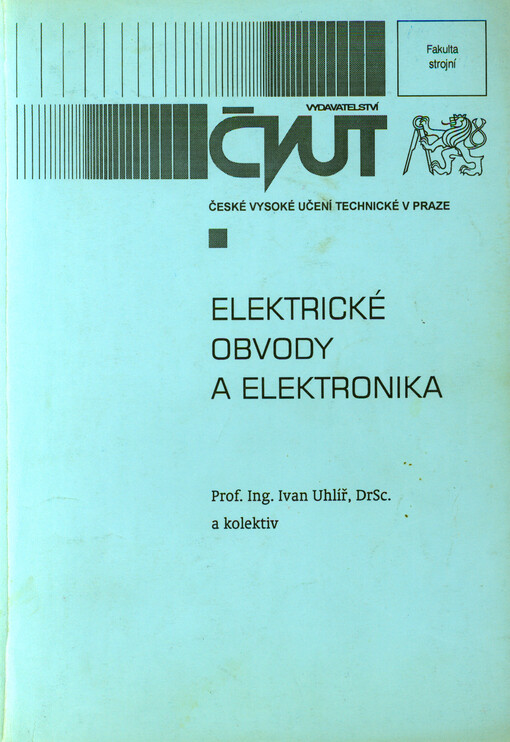 Fakulta
strojní
VYDAVATELSTVÍ
ČVUT
ČESKÉ VYSOKÉ UČENÍ TECHNICKÉ V PRAZE
ELEKTRICKÉ
OBVODY
A ELEKTRONIKA
Prof. Ing. Ivan Uhlíř, DrSc.
a kolektiv